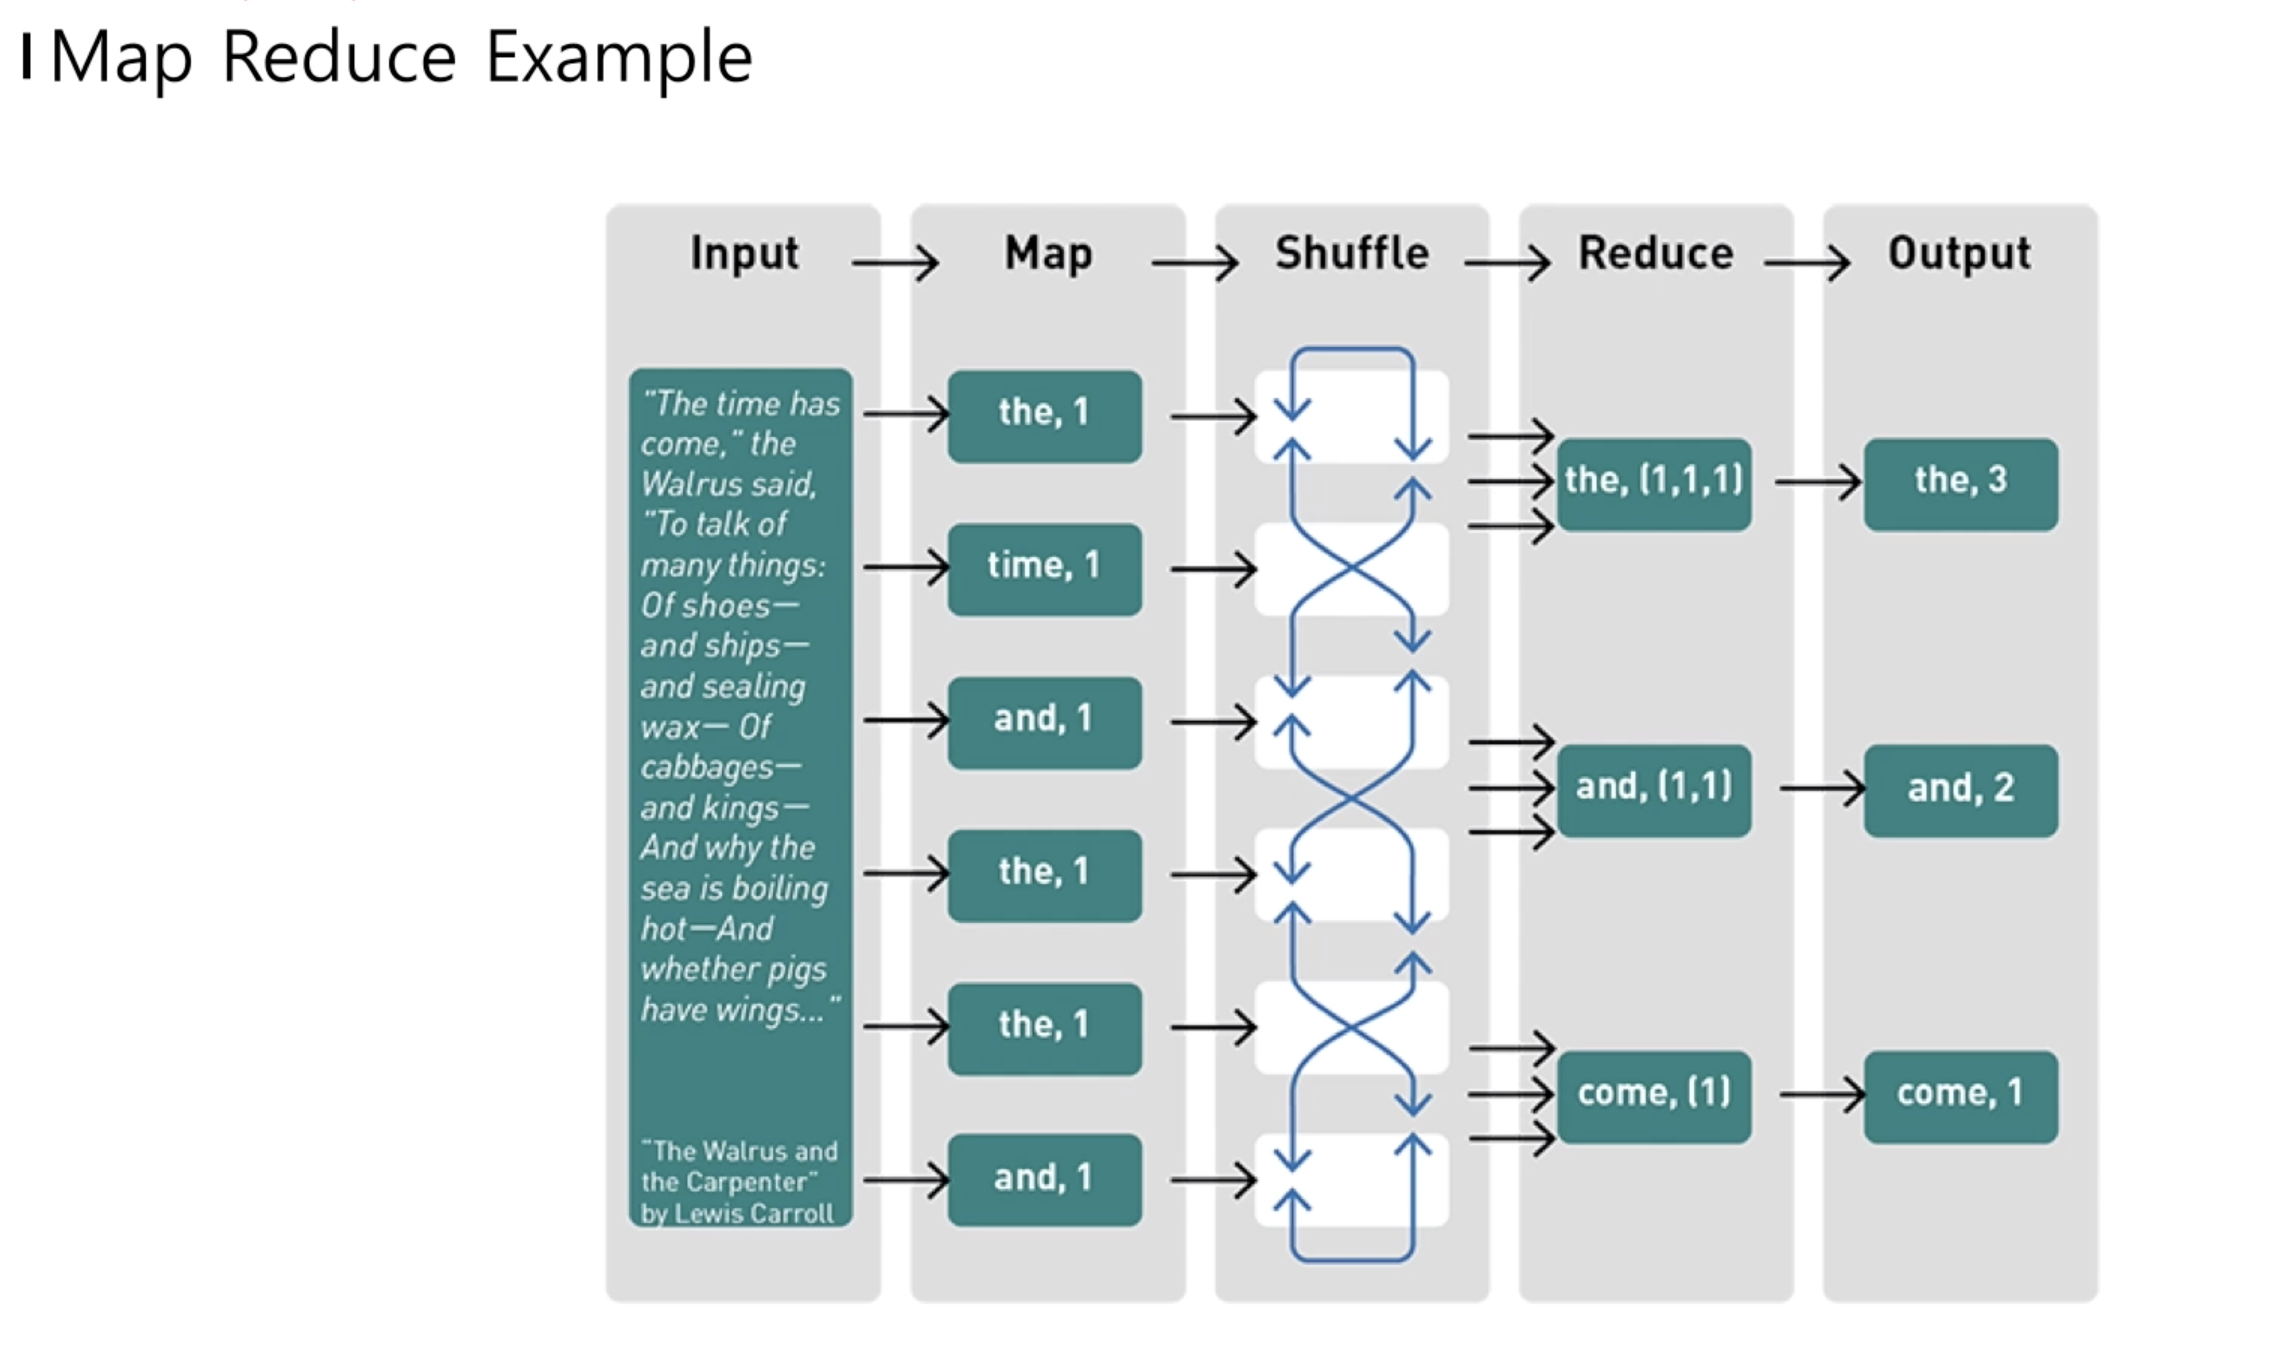 Map Reduce Example
Input
Map
Shuffle
Reduce
Output
"The time has
come," the
Walrus said,
"To talk of
many things:
Of shoes—
and ships—
and sealing
wax— Of
cabbages—
and kings—
And why the
sea is boiling
hot—And
whether pigs
have wings..."
"The Walrus and
the Carpenter"
by Lewis Carroll
the, 1
time, 1
and, 1
the, 1
the, 1
and, 1
the, (1,1,1)
and, (1,1)
come, (1)
the, 3
and, 2
come, 1